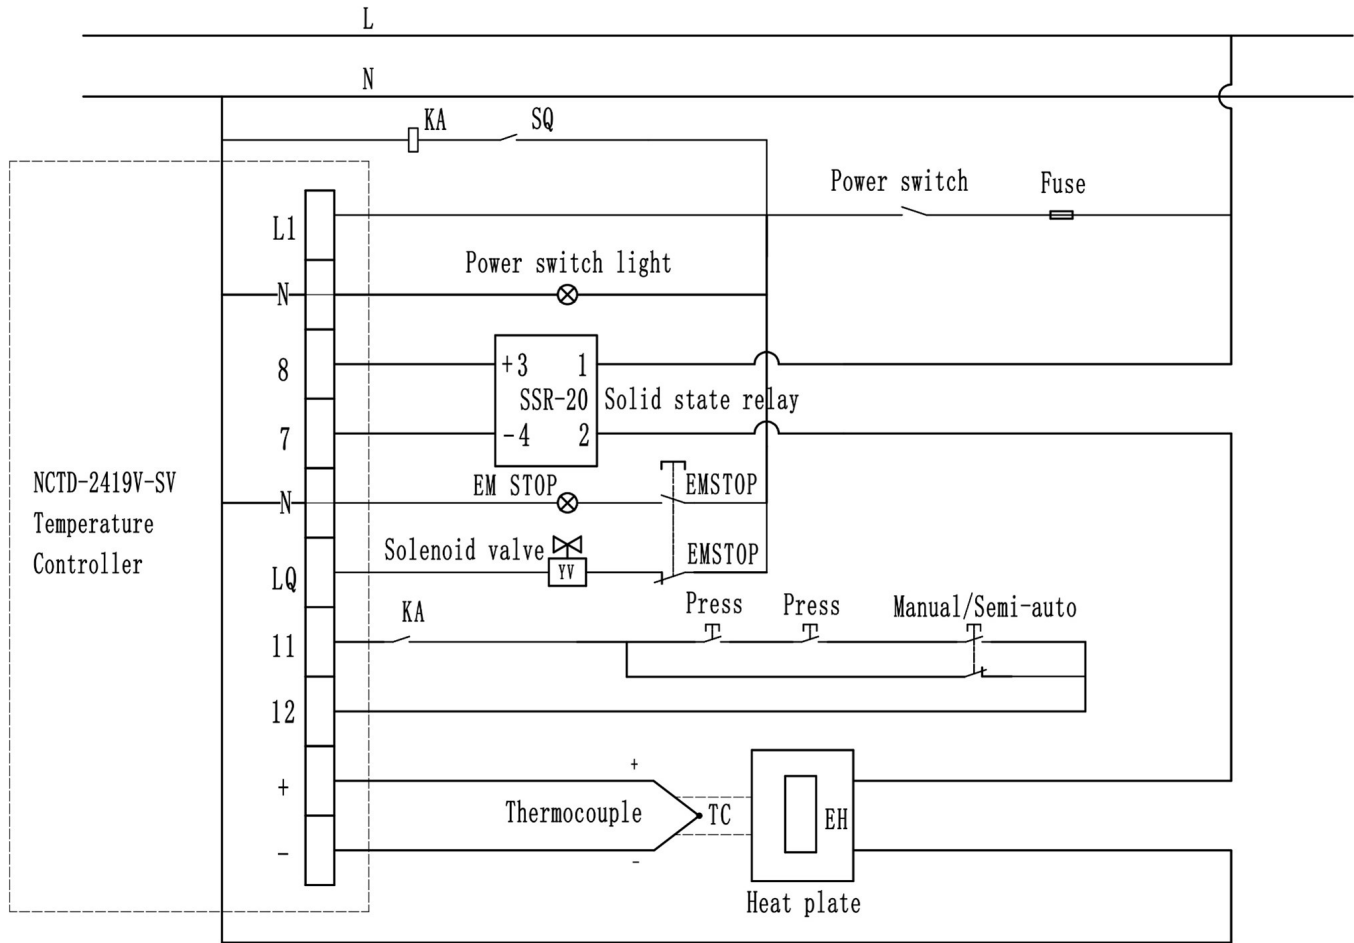 L
N
KA
SQ
Power switch
Fuse
L1
Power switch light
N
8
+3
1
SSR-20
Solid state relay
7
-4
2
NCTD-2419V-SV
Temperature
Controller
N
EM STOP
EMSTOP
LQ
Solenoid valve
YV
EMSTOP
KA
Press
Press
Manual/Semi-auto
11
12
+
+
Thermocouple
TC
EH
-
-
Heat plate